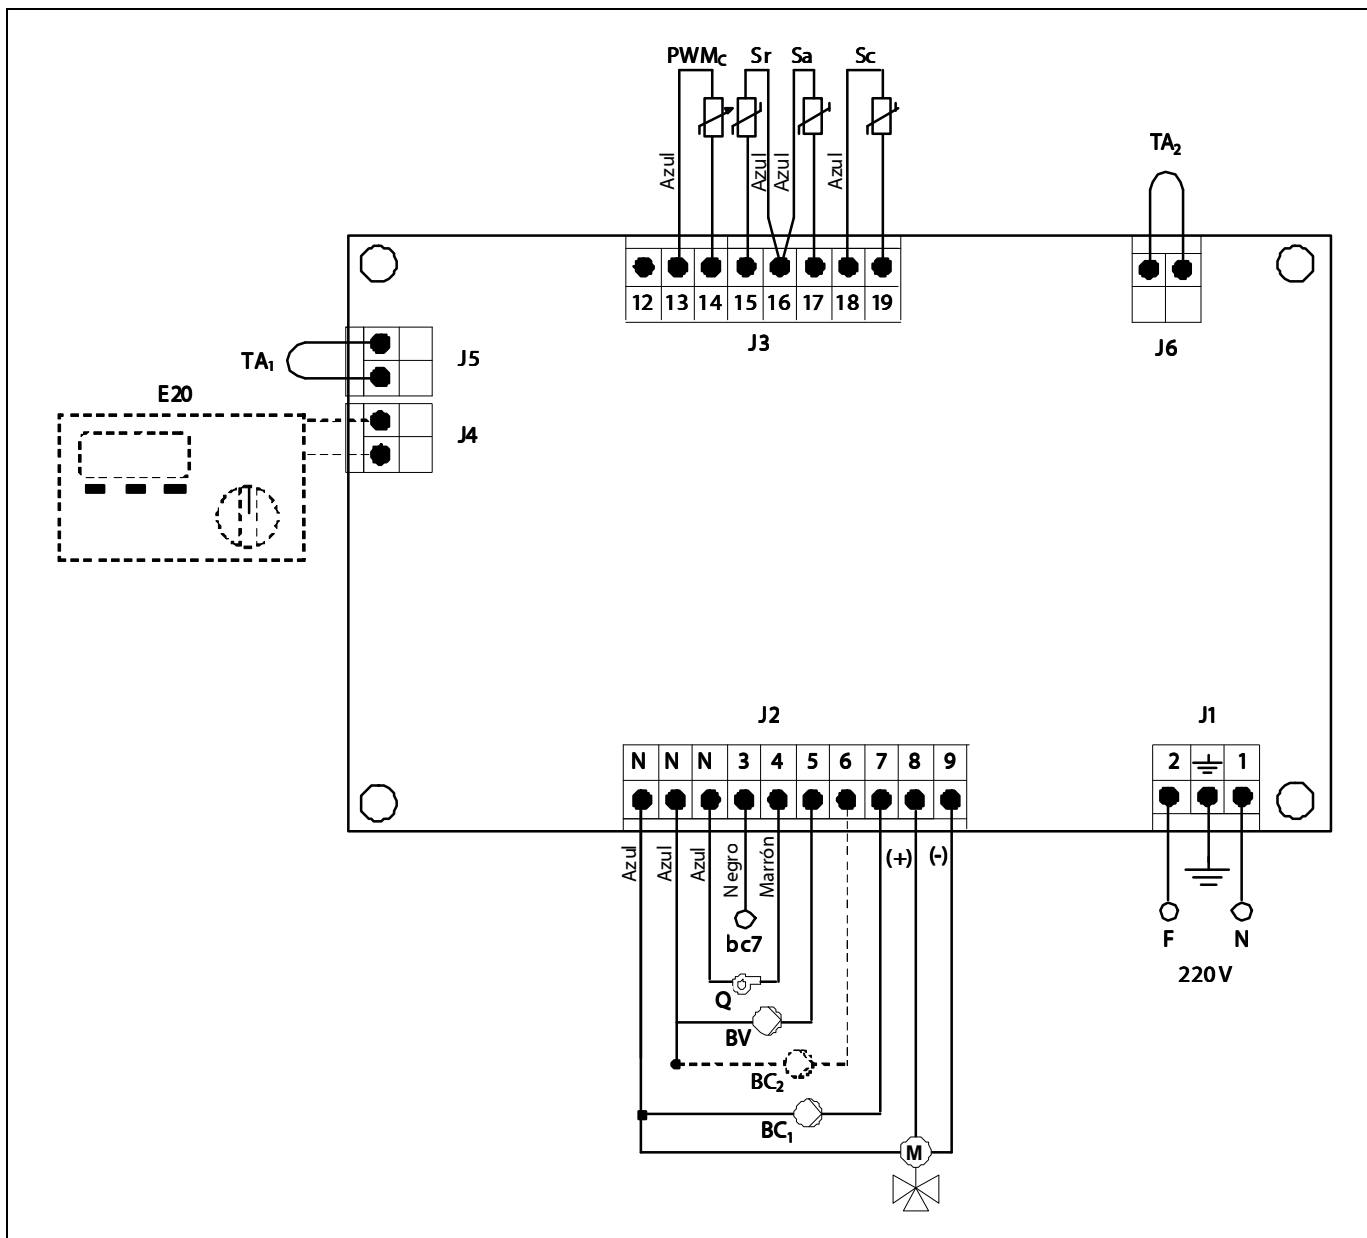 PWMC Sr Sa Sc
Azul Azul Azul Azul
TA2
12 13 14 15 16 17 18 19
J3
J6
TA1
J5
E20
J4
J2 J1
N N N 3 4 5 6 7 8 9
2 1
Azul Azul Azul Negro Marrón (+) (-)
bc7
F N
220 V
Q
BV
BC2
BC1
M